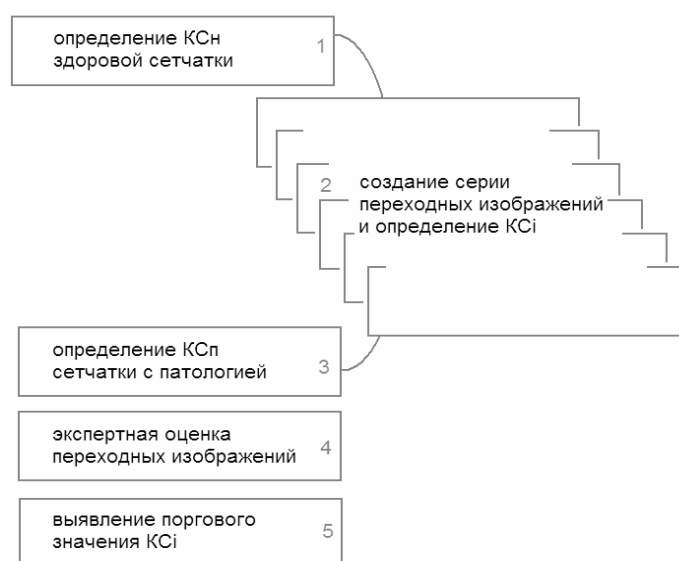 определение КСн
здоровой сетчатки
1
2
создание серии
переходных изображений
и определение КСi
определение КСп
сетчатки с патологией
3
экспертная оценка
переходных изображений
4
выявление поргового
значения КСi
5